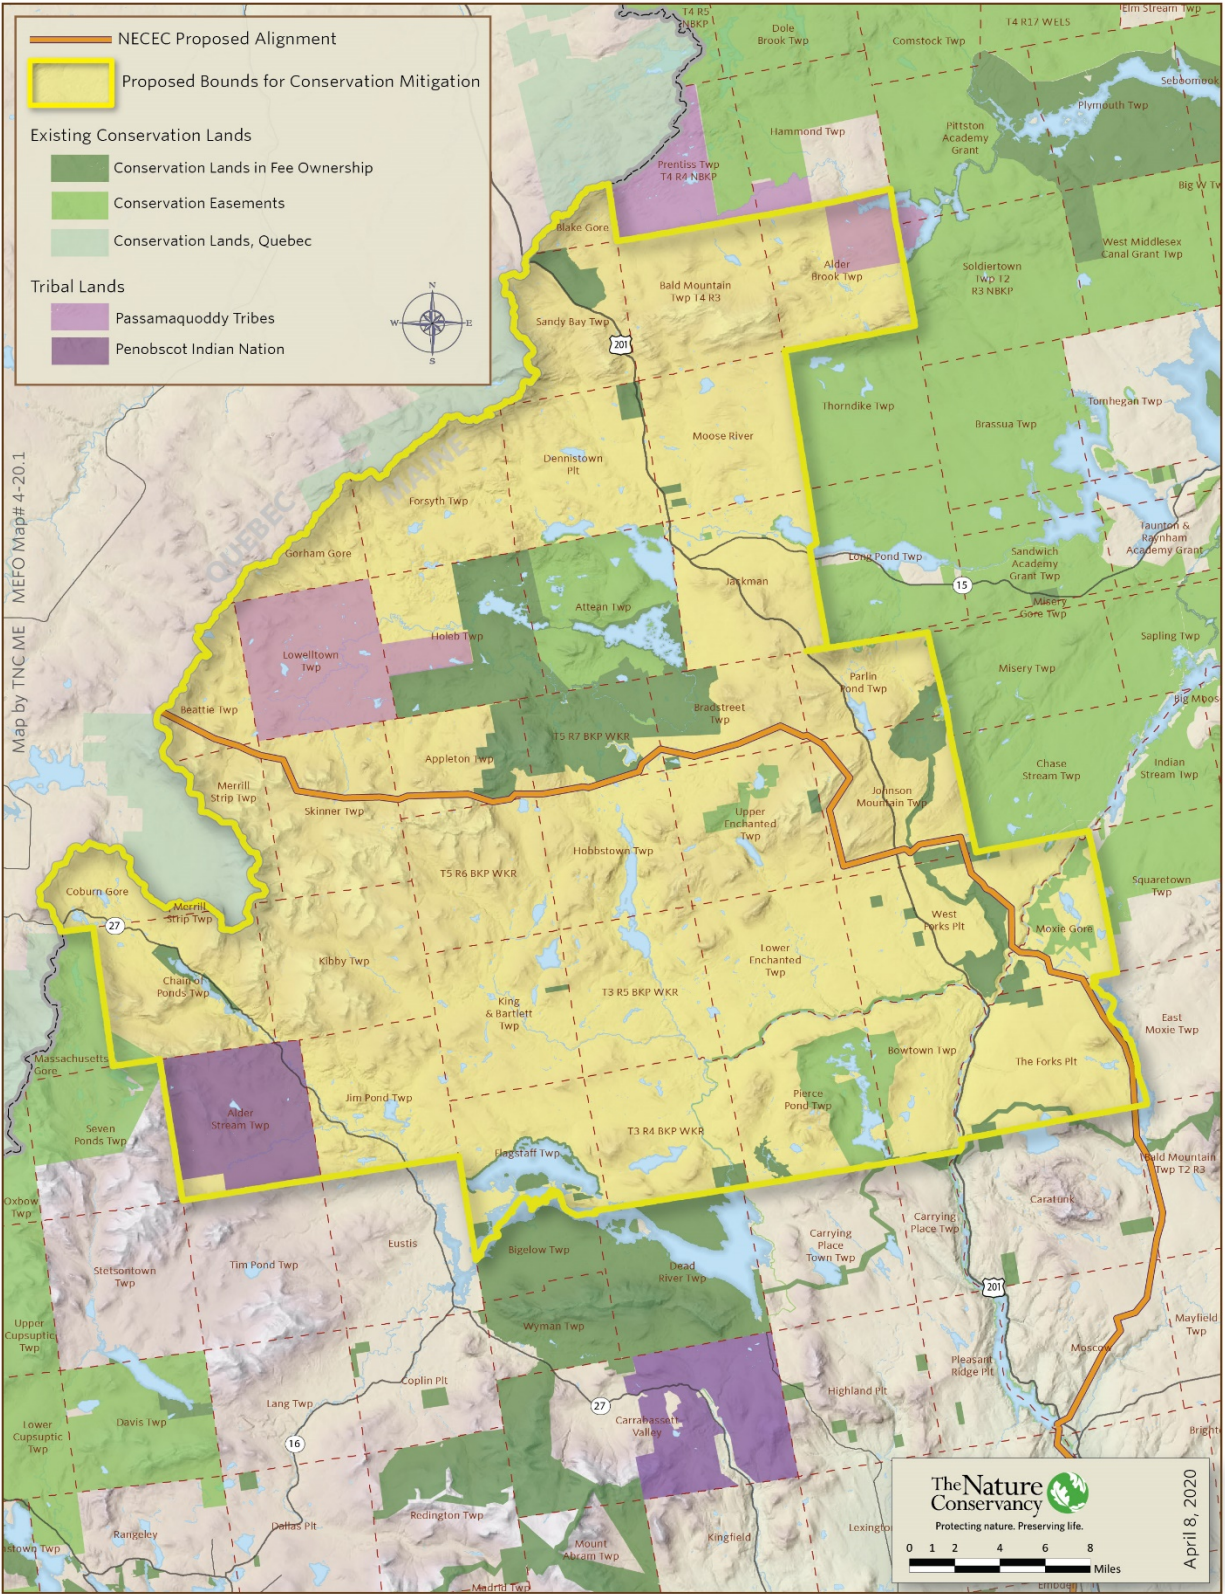 NECEC Proposed Alignment
Proposed Bounds for Conservation Mitigation
Existing Conservation Lands
Conservation Lands in Fee Ownership
Conservation Easements
Conservation Lands, Quebec
Tribal Lands
Passamaquoddy Tribes
Penobscot Indian Nation
N
W
E
S
T4 R5
NBKP
Dole
Brook Twp
Comstock Twp
T4 R17 WELS
Elm Stream Twp
Seboomook
Plymouth Twp
Pittston
Academy
Grant
Hammond Twp
Prentiss Twp
T4 R4 NBKP
Big W Tw
West Middlesex
Canal Grant Twp
Blake Gore
Bald Mountain
Twp T4 R3
Alder
Brook Twp
Soldiertown
Twp T2
R3 NBKP
Sandy Bay Twp
201
Thorndike Twp
Tomhegan Twp
Brassua Twp
Moose River
Dennistown
Plt
MAINE
QUEBEC
Forsyth Twp
Gorham Gore
Taunton &
Raynham
Academy Grant
Long Pond Twp
Sandwich
Academy
Grant Twp
15
Jackman
Misery
Gore Twp
Attean Twp
Holeb Twp
Sapling Twp
Lowelltown
Twp
Misery Twp
Parlin
Pond Twp
Big Moos
Beattie Twp
Bradstreet
Twp
T5 R7 BKP WKR
Appleton Twp
Chase
Stream Twp
Indian
Stream Twp
Merrill
Strip Twp
Skinner Twp
Johnson
Mountain Twp
Upper
Enchanted
Twp
Hobbstown Twp
T5 R6 BKP WKR
Squaretown
Twp
Coburn Gore
Merrill
Strip Twp
27
West
Forks Plt
Moxie Gore
Kibby Twp
Lower
Enchanted
Twp
Chain of
Ponds Twp
King
& Bartlett
Twp
T3 R5 BKP WKR
East
Moxie Twp
Massachusetts
Gore
Bowtown Twp
The Forks Plt
Jim Pond Twp
Pierce
Pond Twp
Alder
Stream Twp
Seven
Ponds Twp
T3 R4 BKP WKR
Flagstaff Twp
Bald Mountain
Twp T2 R3
Oxbow
Twp
Caratunk
Carrying
Place Twp
Carrying
Place
Town Twp
Eustis
Bigelow Twp
Dead
River Twp
Stetsontown
Twp
Tim Pond Twp
201
Upper
Cupsuptic
Twp
Wyman Twp
Mayfield
Twp
Moscow
Pleasant
Ridge Plt
Coplin Plt
Highland Plt
Lang Twp
27
Carrabassett
Valley
Davis Twp
Lower
Cupsuptic
Twp
16
Bright
Redington Twp
Dallas Plt
Rangeley
Kingfield
Lexingto
Mount
Abram Twp
stown Twp
Madrid Twp
Embden
Map by TNC ME MEFO Map# 4-20.1
The Nature
Conservancy
Protecting nature. Preserving life.
0 1 2 4 6 8
Miles
April 8, 2020